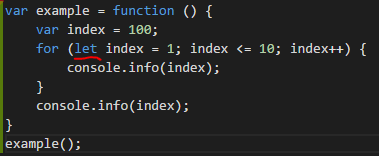 var example = function () {
    var index = 100;
    for (let index = 1; index <= 10; index++) {
        console.info(index);
    }
    console.info(index);
}
example();